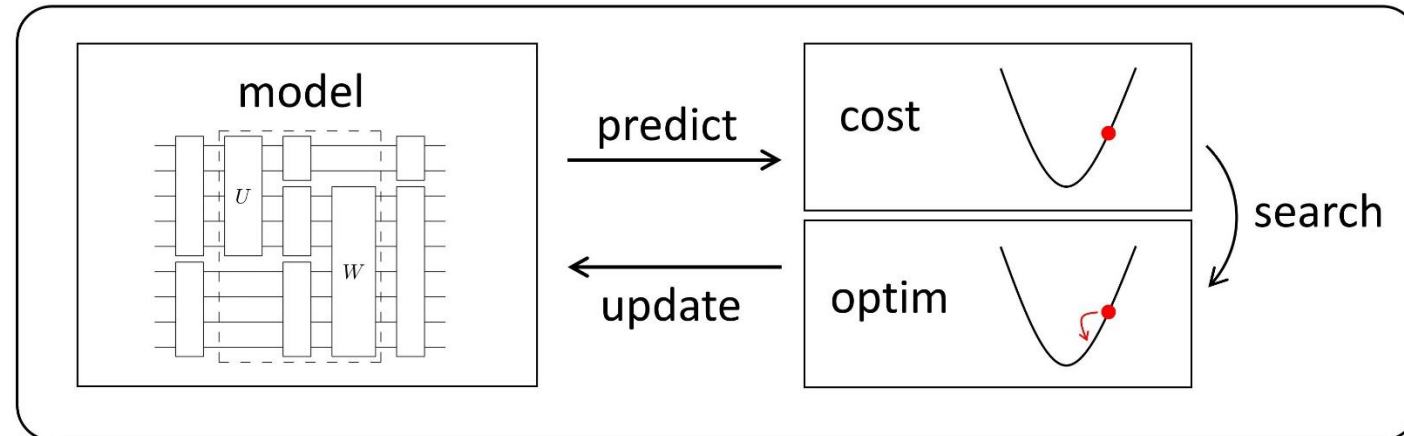 model
U
W
predict
update
cost
optim
search